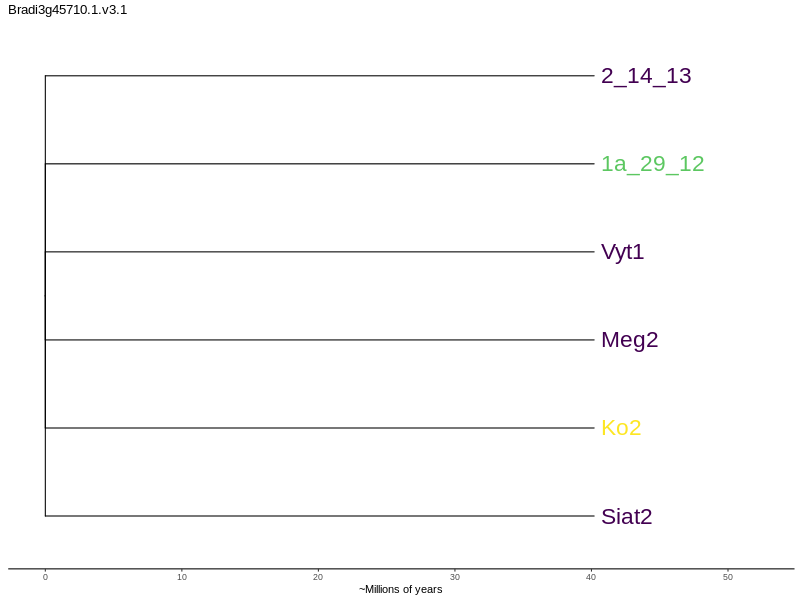 Bradi3g45710.1.v3.1
2_14_13
1a_29_12
Vyt1
Meg2
Ko2
Siat2
0 10 20 30 40 50
~Millions of years